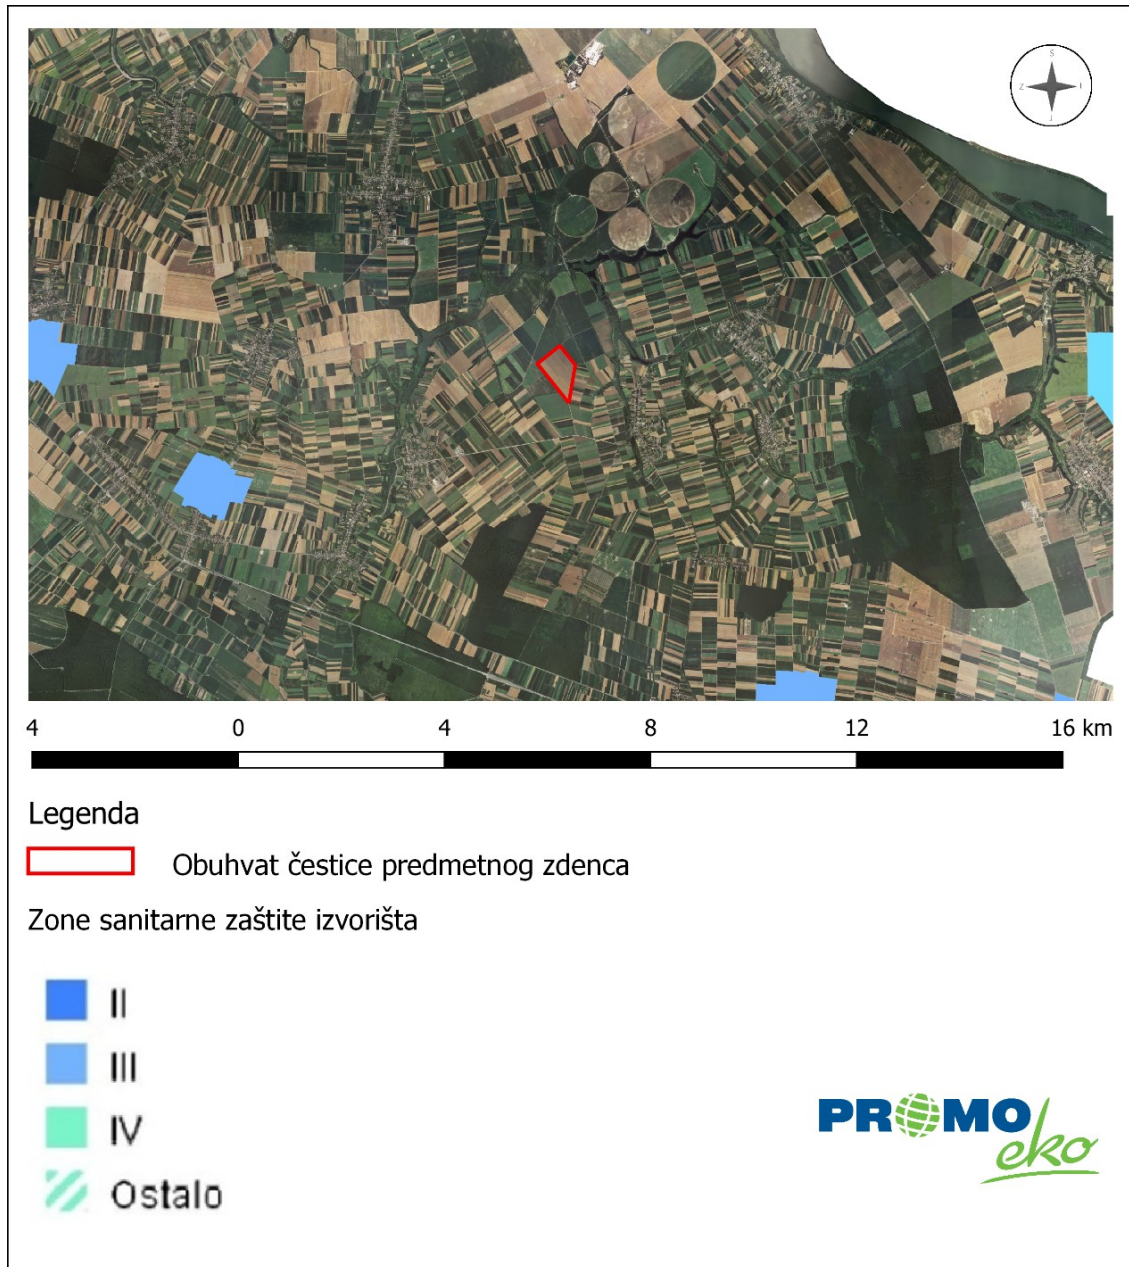 S
Z I
J
4 0 4 8 12 16 km
Legenda
Obuhvat čestice predmetnog zdenca
Zone sanitarne zaštite izvorišta
II
III
IV
Ostalo
PROMO
eko